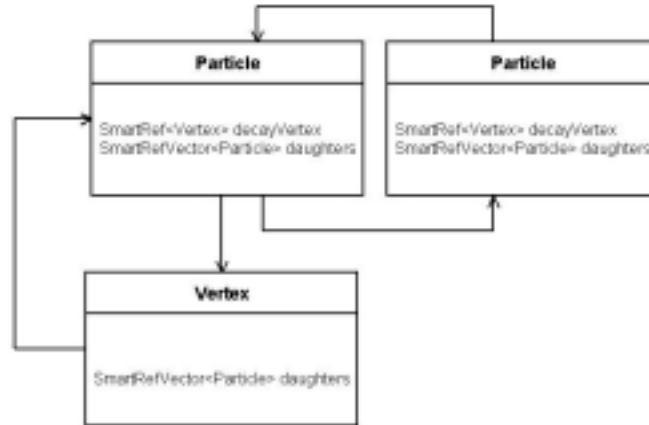 Particle
SmartRef<Vertex> decayVertex
SmartRefVector<Particle> daughters
Particle
SmartRef<Vertex> decayVertex
SmartRefVector<Particle> daughters
Vertex
SmartRefVector<Particle> daughters